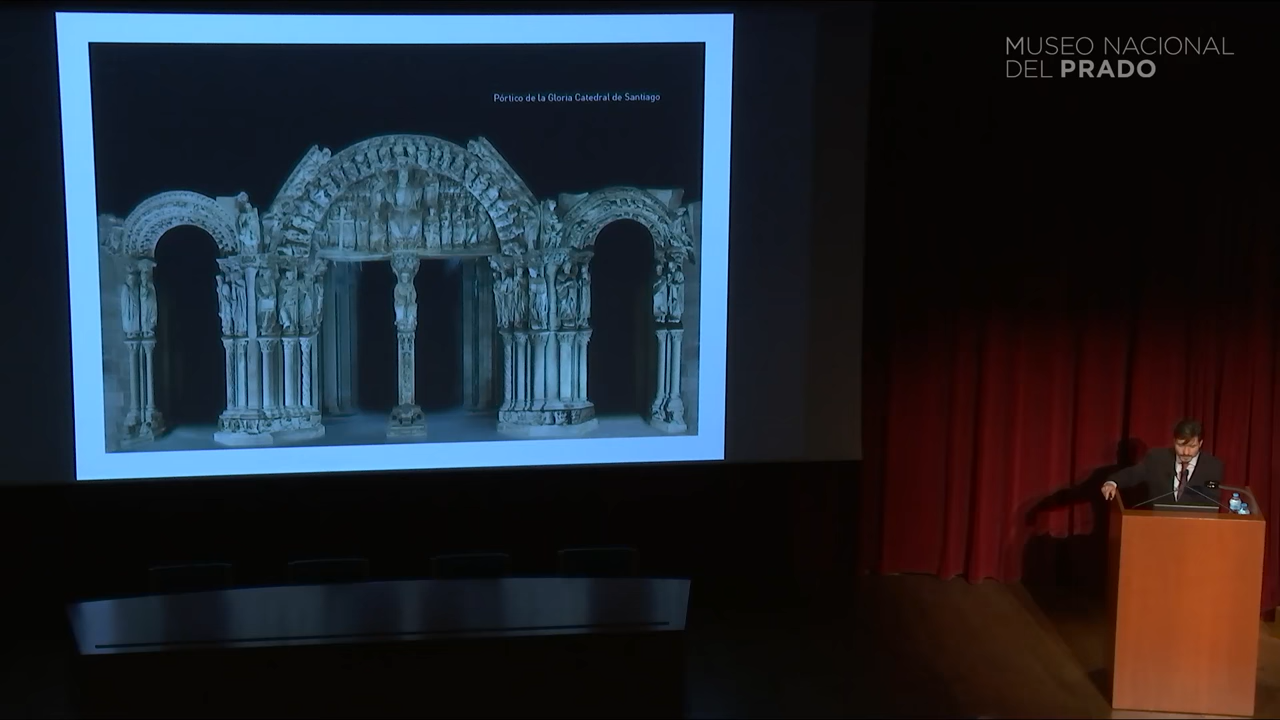 Pórtico de la Gloria Catedral de Santiago
MUSEO NACIONAL
DEL PRADO